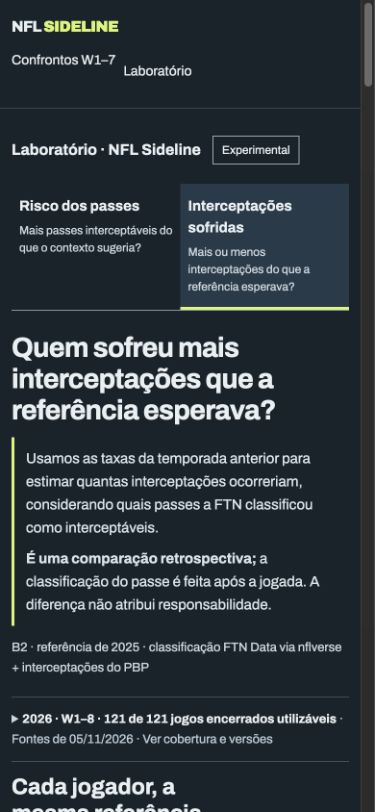 NFL SIDELINE
Confrontos W1–7
Laboratório
Laboratório · NFL Sideline
Experimental
Risco dos passes
Mais passes interceptáveis do
que o contexto sugeria?
Interceptações
sofridas
Mais ou menos
interceptações do que a
referência esperava?
Quem sofreu mais
interceptações que a
referência esperava?
Usamos as taxas da temporada anterior para
estimar quantas interceptações ocorreriam,
considerando quais passes a FTN classificou
como interceptáveis.
É uma comparação retrospectiva; a
classificação do passe é feita após a jogada. A
diferença não atribui responsabilidade.
B2 · referência de 2025 · classificação FTN Data via nflverse
+ interceptações do PBP
▶ 2026 · W1–8 · 121 de 121 jogos encerrados utilizáveis ·
Fontes de 05/11/2026 · Ver cobertura e versões
Cada jogador, a
mesma referência